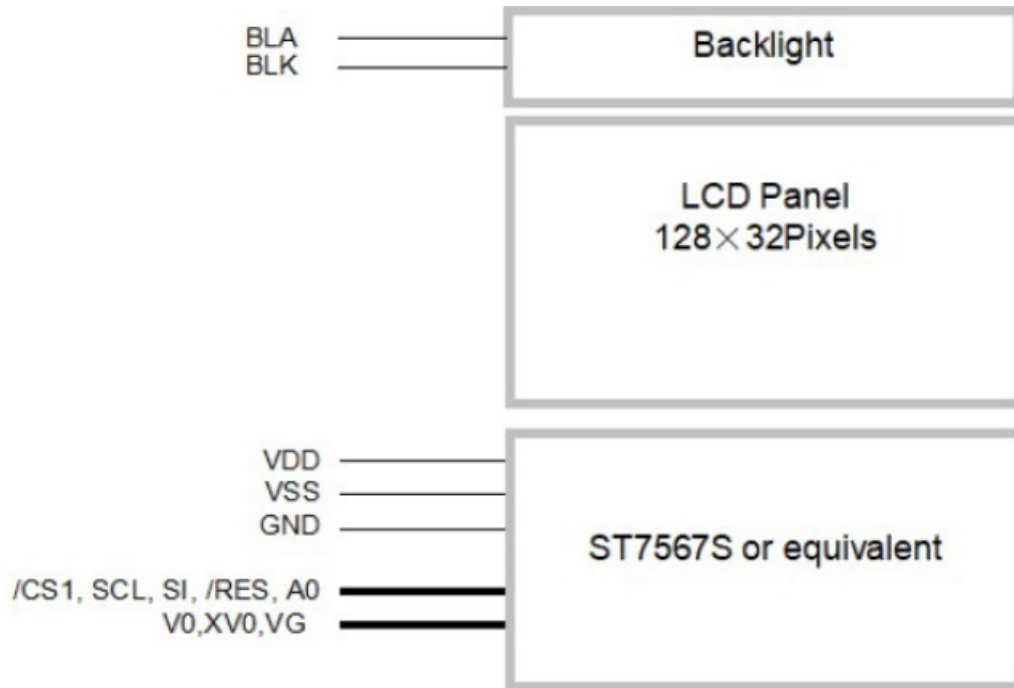 BLA
BLK
Backlight
LCD Panel
128×32Pixels
VDD
VSS
GND
/CS1, SCL, SI, /RES, A0
V0,XV0,VG
ST7567S or equivalent